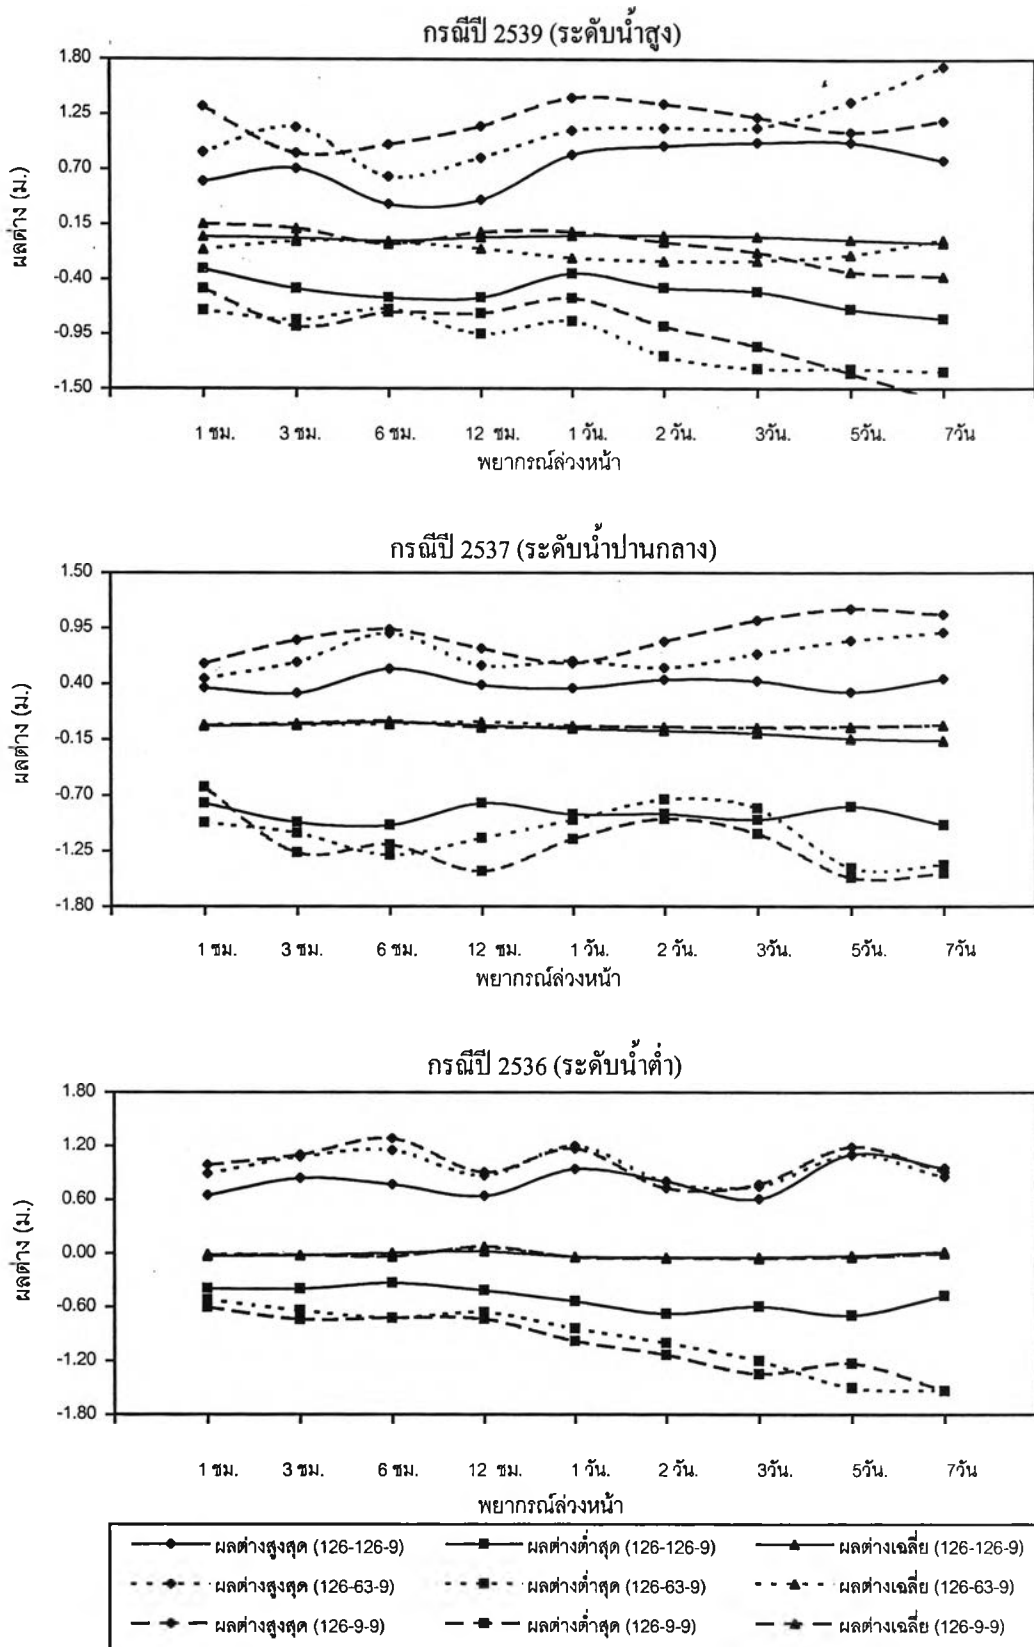 กรณีปี 2539 (ระดับน้ำสูง)
1.80
1.25
0.70
0.15
-0.40
-0.95
-1.50
ผลต่าง (ม.)
1 ชม. 3 ชม. 6 ชม. 12 ชม. 1 วัน. 2 วัน. 3วัน. 5วัน. 7วัน
พยากรณ์ล่วงหน้า
กรณีปี 2537 (ระดับน้ำปานกลาง)
1.50
0.95
0.40
-0.15
-0.70
-1.25
-1.80
ผลต่าง (ม.)
1 ชม. 3 ชม. 6 ชม. 12 ชม. 1 วัน. 2 วัน. 3วัน. 5วัน. 7วัน
พยากรณ์ล่วงหน้า
กรณีปี 2536 (ระดับน้ำต่ำ)
1.80
1.20
0.60
0.00
-0.60
-1.20
-1.80
ผลต่าง (ม.)
1 ชม. 3 ชม. 6 ชม. 12 ชม. 1 วัน. 2 วัน. 3วัน. 5วัน. 7วัน
พยากรณ์ล่วงหน้า
ผลต่างสูงสุด (126-126-9) ผลต่างต่ำสุด (126-126-9) ผลต่างเฉลี่ย (126-126-9)
ผลต่างสูงสุด (126-63-9) ผลต่างต่ำสุด (126-63-9) ผลต่างเฉลี่ย (126-63-9)
ผลต่างสูงสุด (126-9-9) ผลต่างต่ำสุด (126-9-9) ผลต่างเฉลี่ย (126-9-9)